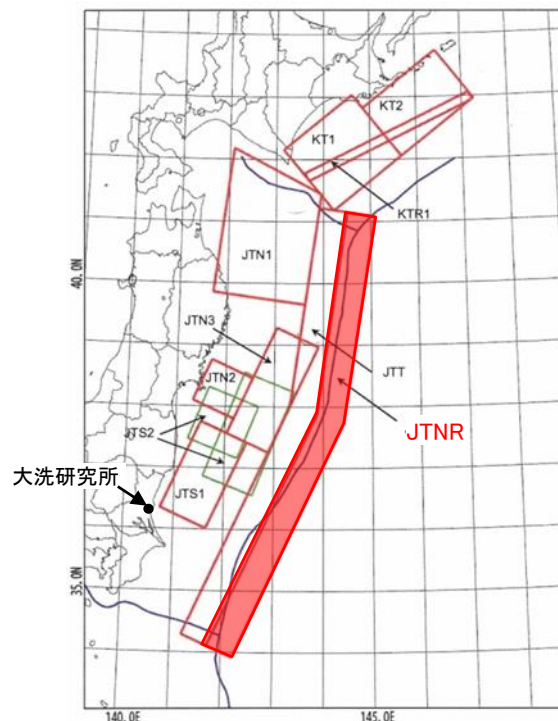 KT2
KT1
KTR1
JTN1
40.0N
JTN3
JTT
JTN2
JTNR
JTS2
大洗研究所
JTS1
35.0N
140.0E
145.0E